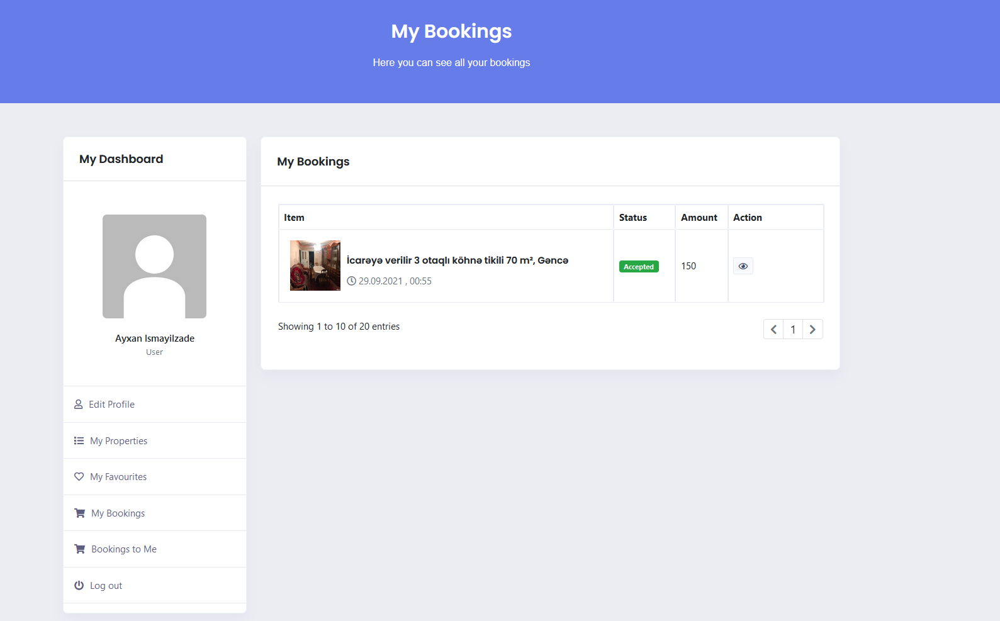 My Bookings
Here you can see all your bookings
My Dashboard
Ayxan Ismayilzade
User
Edit Profile
My Properties
My Favourites
My Bookings
Bookings to Me
Log out
My Bookings
Item Status Amount Action
İcarəyə verilir 3 otaqlı köhnə tikili 70 m², Gəncə
29.09.2021 , 00:55
Accepted
150
Showing 1 to 10 of 20 entries
1